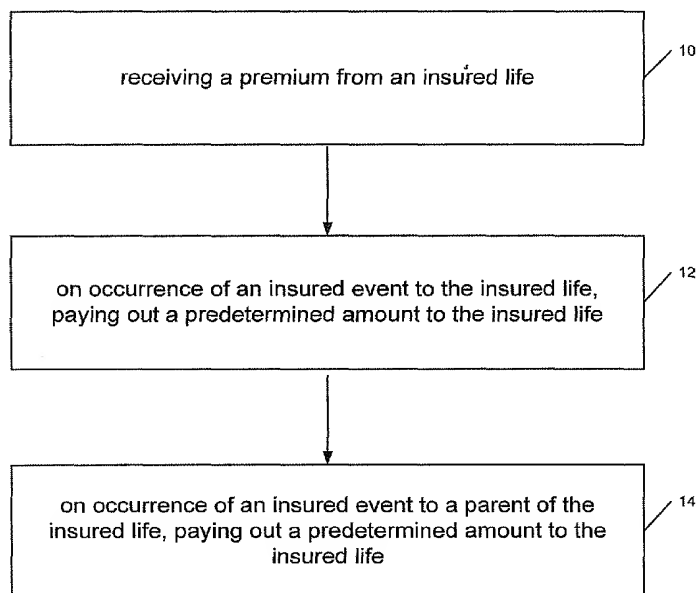 receiving a premium from an insured life
10
on occurrence of an insured event to the insured life,
paying out a predetermined amount to the insured life
12
on occurrence of an insured event to a parent of the
insured life, paying out a predetermined amount to the
insured life
14